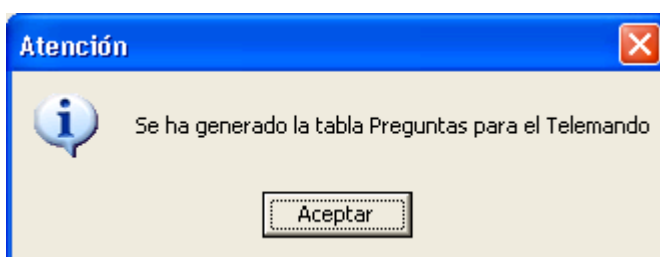 Atención
Se ha generado la tabla Preguntas para el Telemando
Aceptar